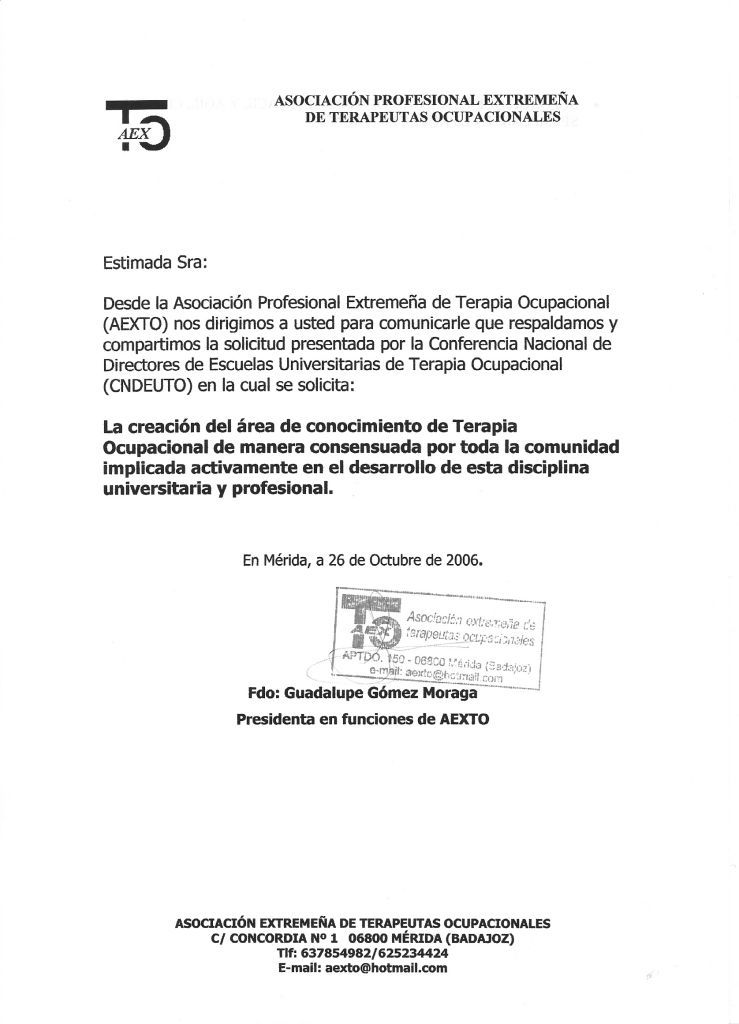 TO
AEX
ASOCIACIÓN PROFESIONAL EXTREMEÑA
DE TERAPEUTAS OCUPACIONALES
Estimada Sra:
Desde la Asociación Profesional Extremeña de Terapia Ocupacional
(AEXTO) nos dirigimos a usted para comunicarle que respaldamos y
compartimos la solicitud presentada por la Conferencia Nacional de
Directores de Escuelas Universitarias de Terapia Ocupacional
(CNDEUTO) en la cual se solicita:
La creación del área de conocimiento de Terapia
Ocupacional de manera consensuada por toda la comunidad
implicada activamente en el desarrollo de esta disciplina
universitaria y profesional.
En Mérida, a 26 de Octubre de 2006.
TO
AEX
Asociación extremeña de
terapeutas ocupacionales
APTDO. 150 - 06800 Mérida (Badajoz)
e-mail: aexto@hotmail.com
Fdo: Guadalupe Gómez Moraga
Presidenta en funciones de AEXTO
ASOCIACIÓN EXTREMEÑA DE TERAPEUTAS OCUPACIONALES
C/ CONCORDIA Nº 1 06800 MÉRIDA (BADAJOZ)
Tlf: 637854982/625234424
E-mail: aexto@hotmail.com